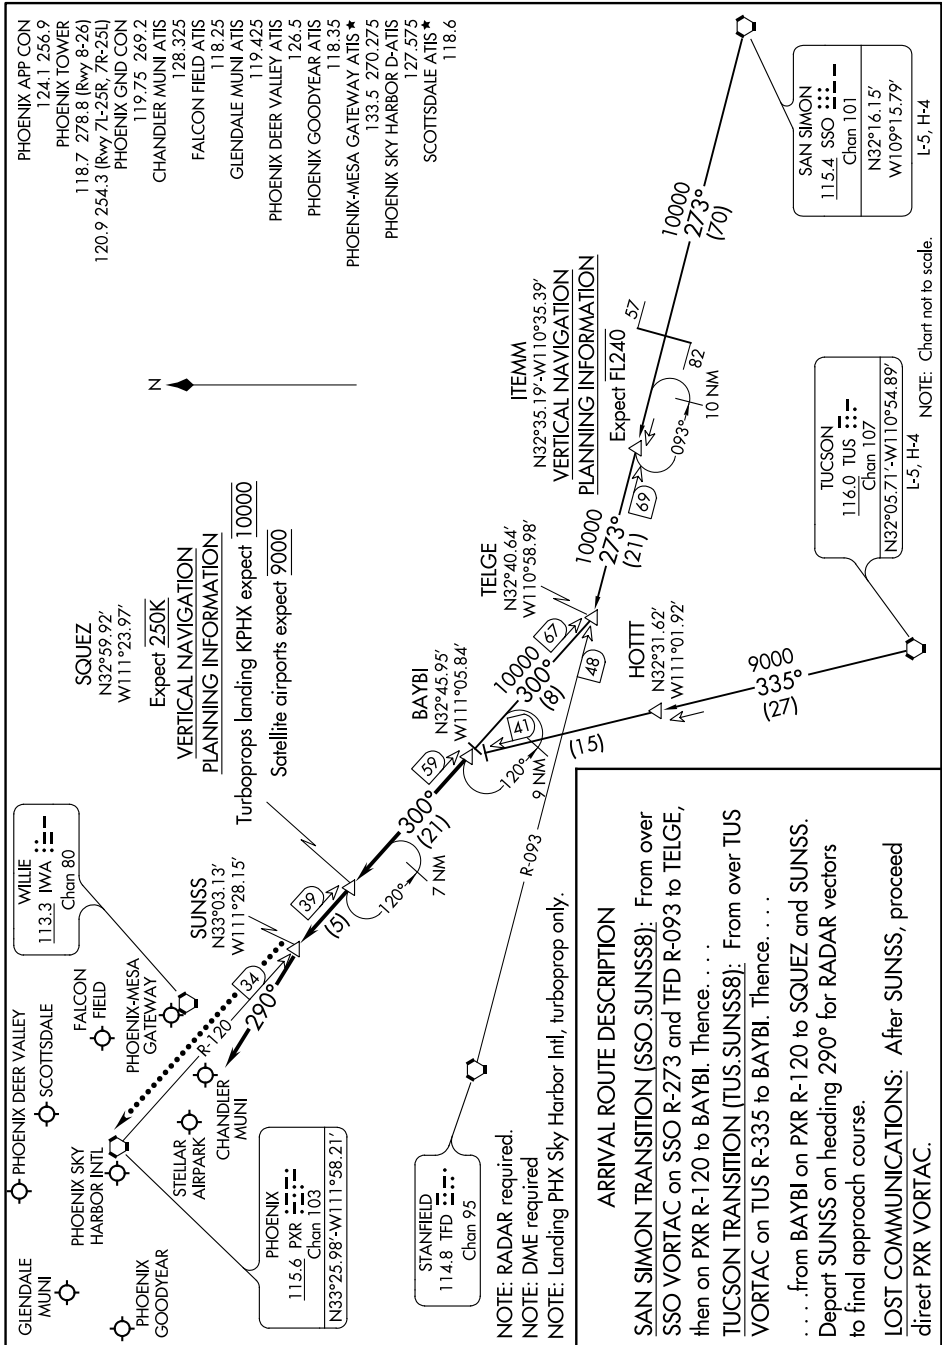 PHOENIX APP CON
124.1 256.9
PHOENIX TOWER
118.7 278.8 (Rwy 8-26)
120.9 254.3 (Rwy 7L-25R, 7R-25L)
PHOENIX GND CON
119.75 269.2
CHANDLER MUNI ATIS
128.325
FALCON FIELD ATIS
118.25
GLENDALE MUNI ATIS
119.425
PHOENIX DEER VALLEY ATIS
126.5
PHOENIX GOODYEAR ATIS
118.35
PHOENIX-MESA GATEWAY ATIS★
133.5 270.275
PHOENIX SKY HARBOR D-ATIS
127.575
SCOTTSDALE ATIS★
118.6
N
GLENDALE
MUNI
PHOENIX DEER VALLEY
SCOTTSDALE
PHOENIX SKY
HARBOR INTL
FALCON
FIELD
PHOENIX-MESA
GATEWAY
PHOENIX
GOODYEAR
STELLAR
AIRPARK
CHANDLER
MUNI
WILLIE
113.3 IWA
Chan 80
PHOENIX
115.6 PXR
Chan 103
N33°25.98'-W111°58.21'
R-120
34
290°
SUNSS
N33°03.13'
W111°28.15'
39
(5)
SQUEZ
N32°59.92'
W111°23.97'
Expect 250K
VERTICAL NAVIGATION
PLANNING INFORMATION
Turboprops landing KPHX expect 10000
Satellite airports expect 9000
120°
7 NM
300°
(21)
59
BAYBI
N32°45.95'
W111°05.84'
120°
9 NM
41
10000
300°
(8)
67
TELGE
N32°40.64'
W110°58.98'
48
R-093
STANFIELD
114.8 TFD
Chan 95
10000
273°
(21)
69
ITEMM
N32°35.19'-W110°35.39'
VERTICAL NAVIGATION
PLANNING INFORMATION
Expect FL240
093°
10 NM
57
82
10000
273°
(70)
SAN SIMON
115.4 SSO
Chan 101
N32°16.15'
W109°15.79'
L-5, H-4
(15)
HOTTT
N32°31.62'
W111°01.92'
9000
335°
(27)
TUCSON
116.0 TUS
Chan 107
N32°05.71'-W110°54.89'
L-5, H-4
NOTE: Chart not to scale.
NOTE: RADAR required.
NOTE: DME required
NOTE: Landing PHX Sky Harbor Intl, turboprop only.
ARRIVAL ROUTE DESCRIPTION
SAN SIMON TRANSITION (SSO.SUNSS8): From over
SSO VORTAC on SSO R-273 and TFD R-093 to TELGE,
then on PXR R-120 to BAYBI. Thence. . . .
TUCSON TRANSITION (TUS.SUNSS8): From over TUS
VORTAC on TUS R-335 to BAYBI. Thence. . . .
. . . .from BAYBI on PXR R-120 to SQUEZ and SUNSS.
Depart SUNSS on heading 290° for RADAR vectors
to final approach course.
LOST COMMUNICATIONS: After SUNSS, proceed
direct PXR VORTAC.